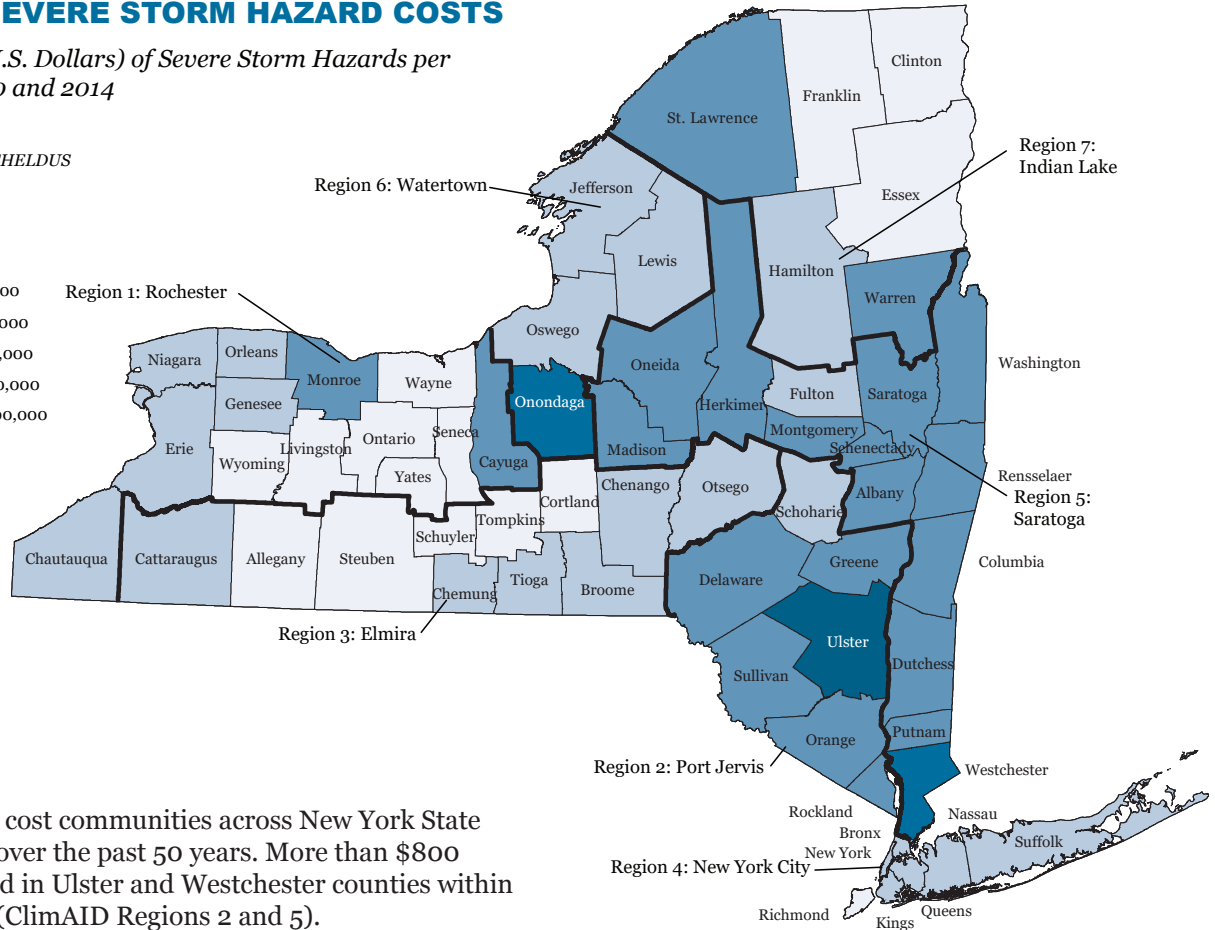 SEVERE STORM HAZARD COSTS
.S. Dollars) of Severe Storm Hazards per
and 2014
HELDUS
Clinton
Franklin
St. Lawrence
Region 7:
Indian Lake
Region 6: Watertown
Jefferson
Essex
Lewis
Hamilton
00
Region 1: Rochester
Warren
,000
Oswego
,000
Niagara
Orleans
Oneida
Washington
0,000
Monroe
Wayne
Fulton
Saratoga
Onondaga
Genesee
Herkimer
00,000
Montgomery
Seneca
Ontario
Erie
Livingston
Schenectady
Madison
Wyoming
Cayuga
Yates
Rensselaer
Chenango
Otsego
Albany
Region 5:
Saratoga
Cortland
Schoharie
Tompkins
Schuyler
Chautauqua
Cattaraugus
Allegany
Steuben
Greene
Columbia
Delaware
Tioga
Broome
Chemung
Region 3: Elmira
Ulster
Dutchess
Sullivan
Putnam
Orange
Region 2: Port Jervis
Westchester
Rockland
Nassau
cost communities across New York State
Bronx
Suffolk
New York
over the past 50 years. More than $800
Region 4: New York City
d in Ulster and Westchester counties within
Queens
Richmond
(ClimAID Regions 2 and 5).
Kings